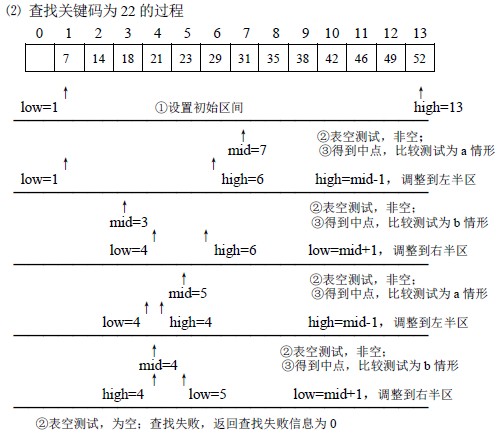 ⑵ 查找关键码为 22 的过程
0 1 2 3 4 5 6 7 8 9 10 11 12 13
7 14 18 21 23 29 31 35 38 42 46 49 52
↑ ↑
low=1 ①设置初始区间 high=13
↑ ②表空测试，非空；
mid=7 ③得到中点，比较测试为 a 情形
↑ ↑
low=1 high=6 high=mid-1，调整到左半区
↑ ②表空测试，非空；
mid=3 ③得到中点，比较测试为 b 情形
↑ ↑
low=4 high=6 low=mid+1，调整到右半区
↑ ②表空测试，非空；
mid=5 ③得到中点，比较测试为 a 情形
↑ ↑
low=4 high=4 high=mid-1，调整到左半区
↑ ②表空测试，非空；
mid=4 ③得到中点，比较测试为 b 情形
↑ ↑
high=4 low=5 low=mid+1，调整到右半区
②表空测试，为空；查找失败，返回查找失败信息为 0